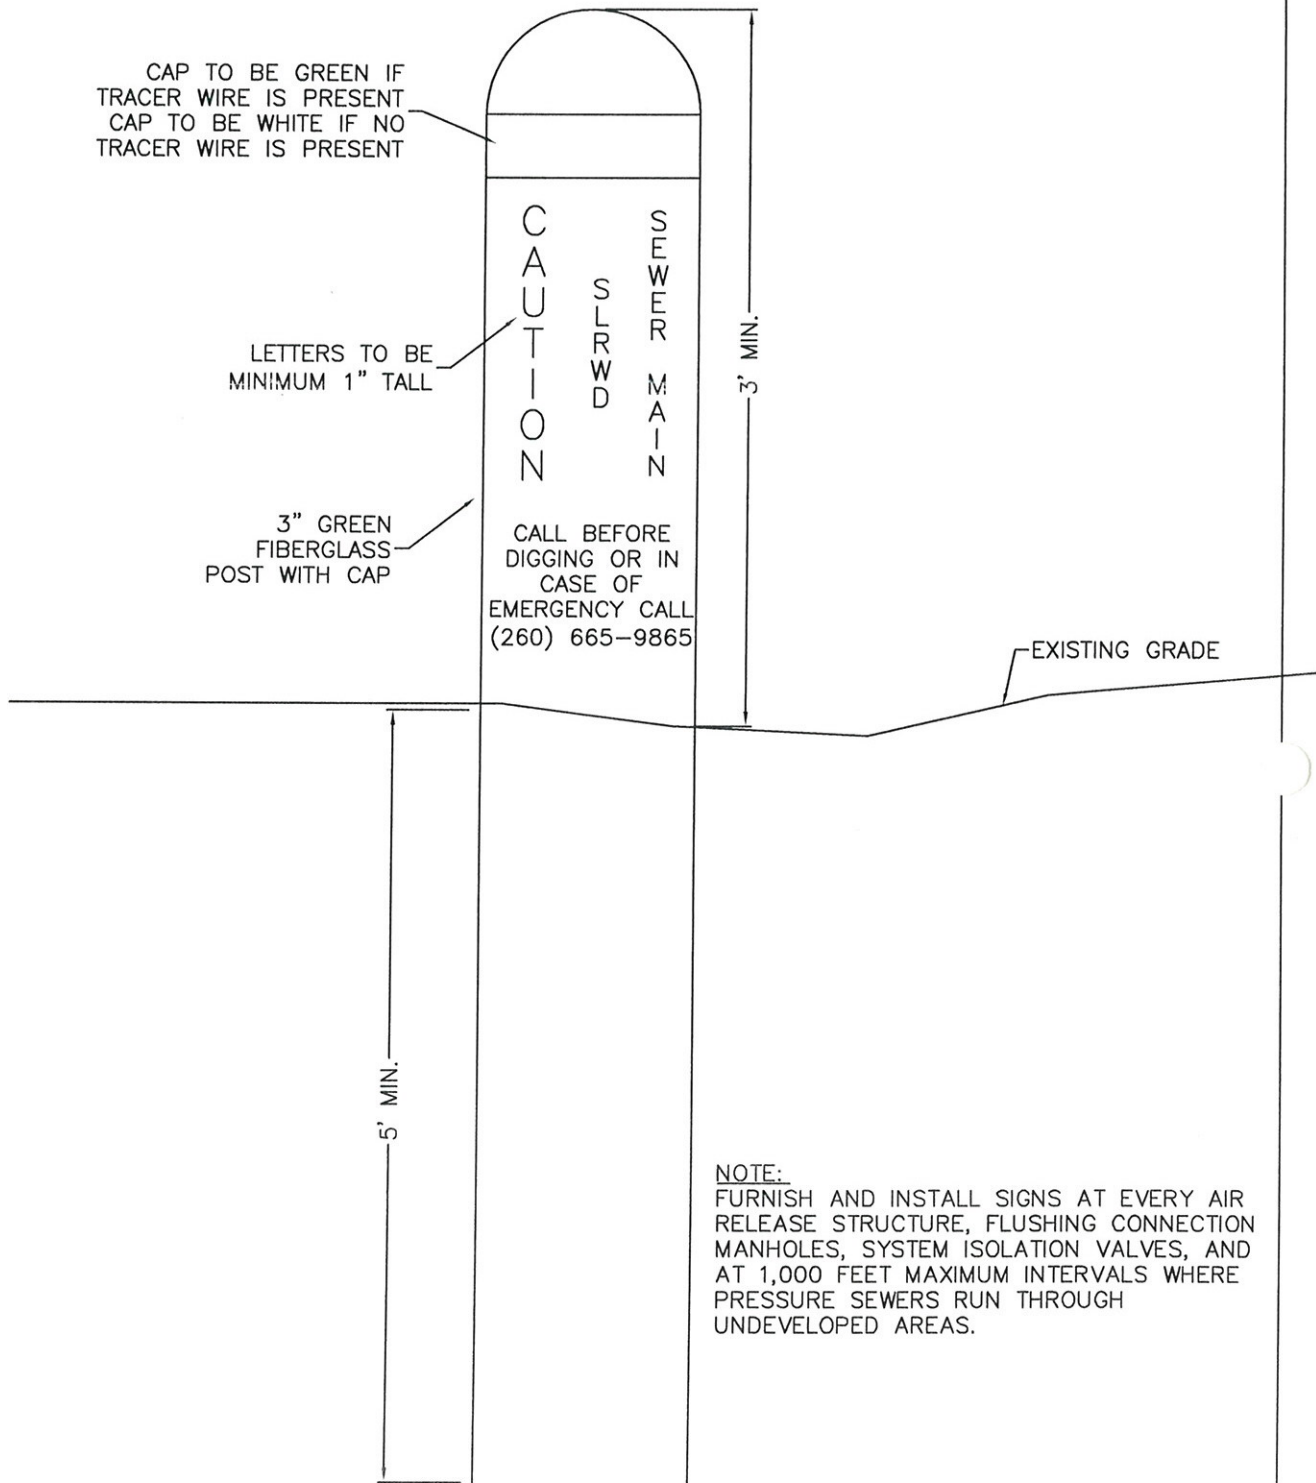 CAP TO BE GREEN IF
TRACER WIRE IS PRESENT
CAP TO BE WHITE IF NO
TRACER WIRE IS PRESENT
CAUTION
SLRWD
SEWER MAIN
3' MIN.
LETTERS TO BE
MINIMUM 1" TALL
3" GREEN
FIBERGLASS
POST WITH CAP
CALL BEFORE
DIGGING OR IN
CASE OF
EMERGENCY CALL
(260) 665-9865
EXISTING GRADE
5' MIN.
NOTE:
FURNISH AND INSTALL SIGNS AT EVERY AIR
RELEASE STRUCTURE, FLUSHING CONNECTION
MANHOLES, SYSTEM ISOLATION VALVES, AND
AT 1,000 FEET MAXIMUM INTERVALS WHERE
PRESSURE SEWERS RUN THROUGH
UNDEVELOPED AREAS.